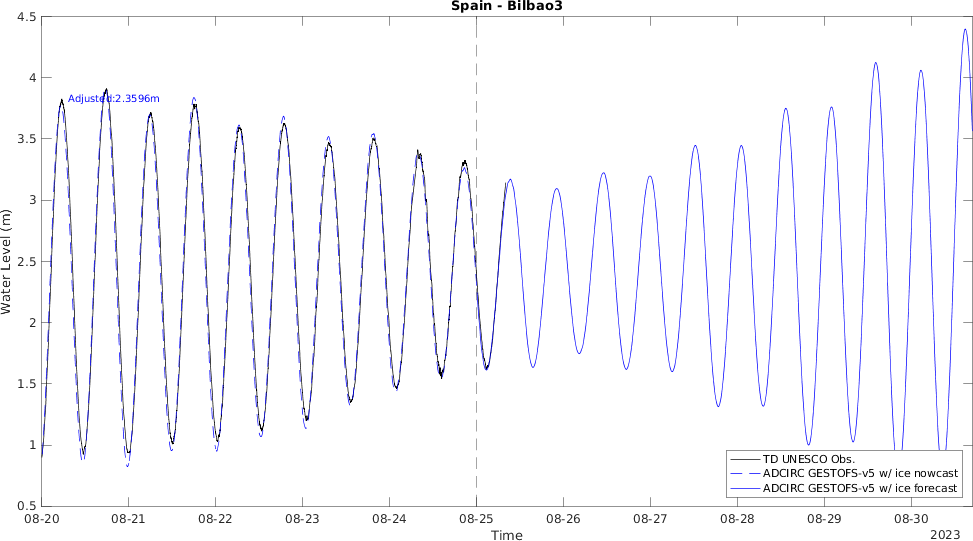 Spain - Bilbao3
4.5
4
Adjusted:2.3596m
3.5
3
2.5
2
1.5
1
0.5
Water Level (m)
TD UNESCO Obs.
ADCIRC GESTOFS-v5 w/ ice nowcast
ADCIRC GESTOFS-v5 w/ ice forecast
08-20 08-21 08-22 08-23 08-24 08-25 08-26 08-27 08-28 08-29 08-30
Time
2023